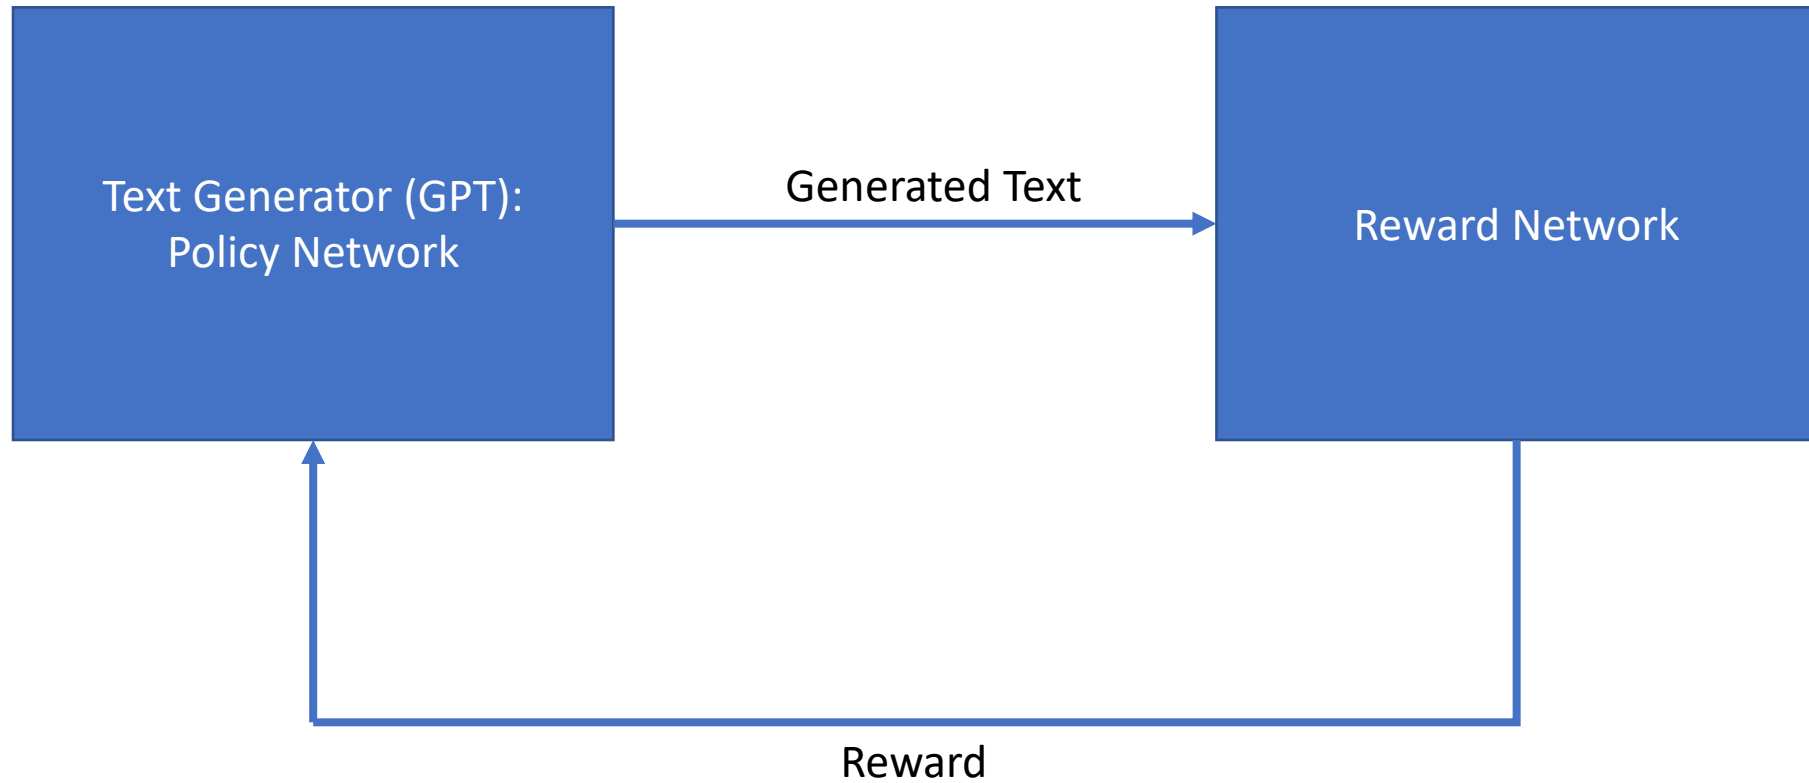 Text Generator (GPT):
Policy Network
Generated Text
Reward Network
Reward